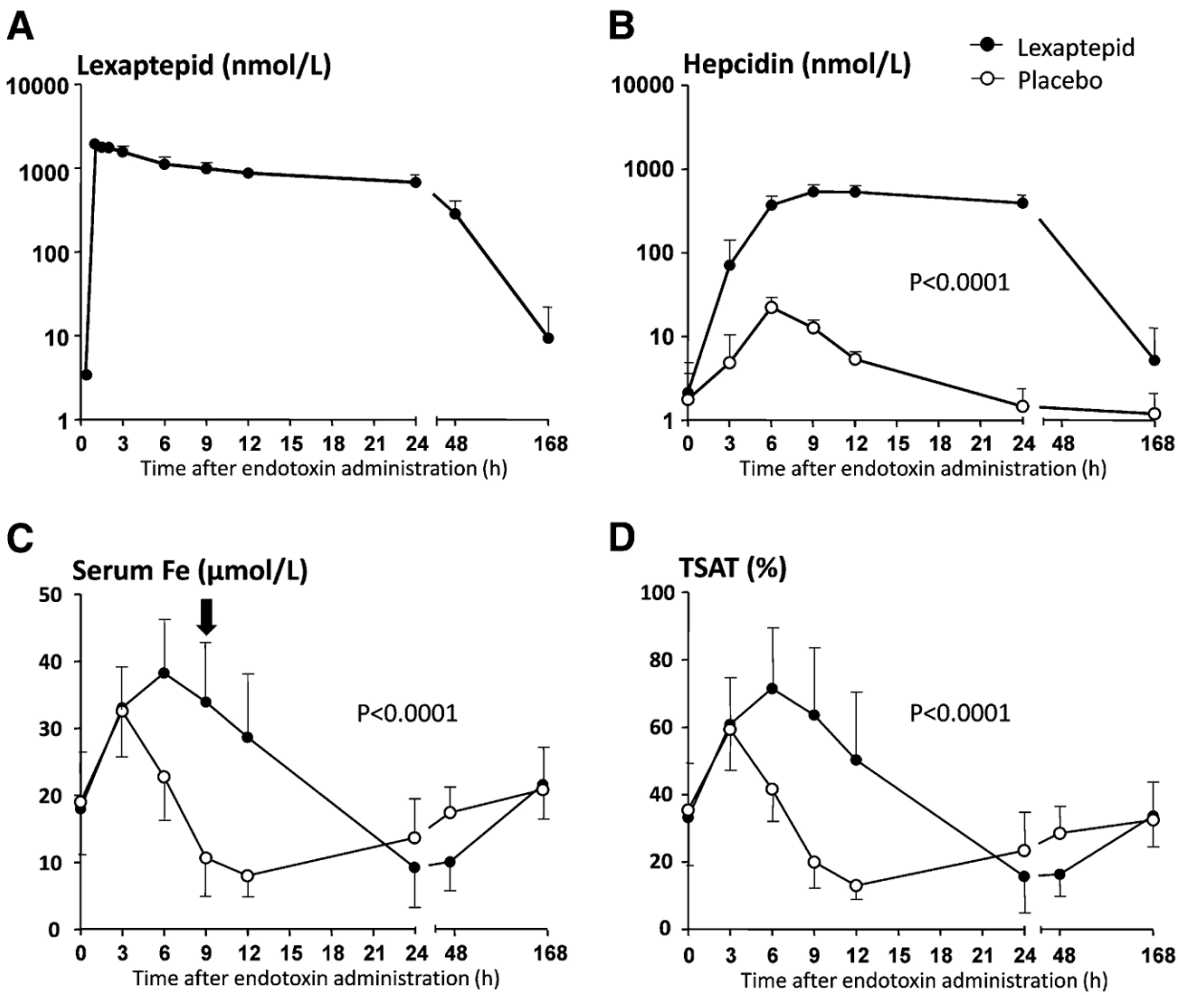 A
Lexaptepid (nmol/L)
10000
1000
100
10
1
0 3 6 9 12 15 18 21 24 48 168
Time after endotoxin administration (h)
B
Hepcidin (nmol/L)
Lexaptepid
Placebo
10000
1000
100
10
1
P<0.0001
0 3 6 9 12 15 18 21 24 48 168
Time after endotoxin administration (h)
C
Serum Fe (µmol/L)
50
40
30
20
10
0
P<0.0001
0 3 6 9 12 15 18 21 24 48 168
Time after endotoxin administration (h)
D
TSAT (%)
100
80
60
40
20
0
P<0.0001
0 3 6 9 12 15 18 21 24 48 168
Time after endotoxin administration (h)